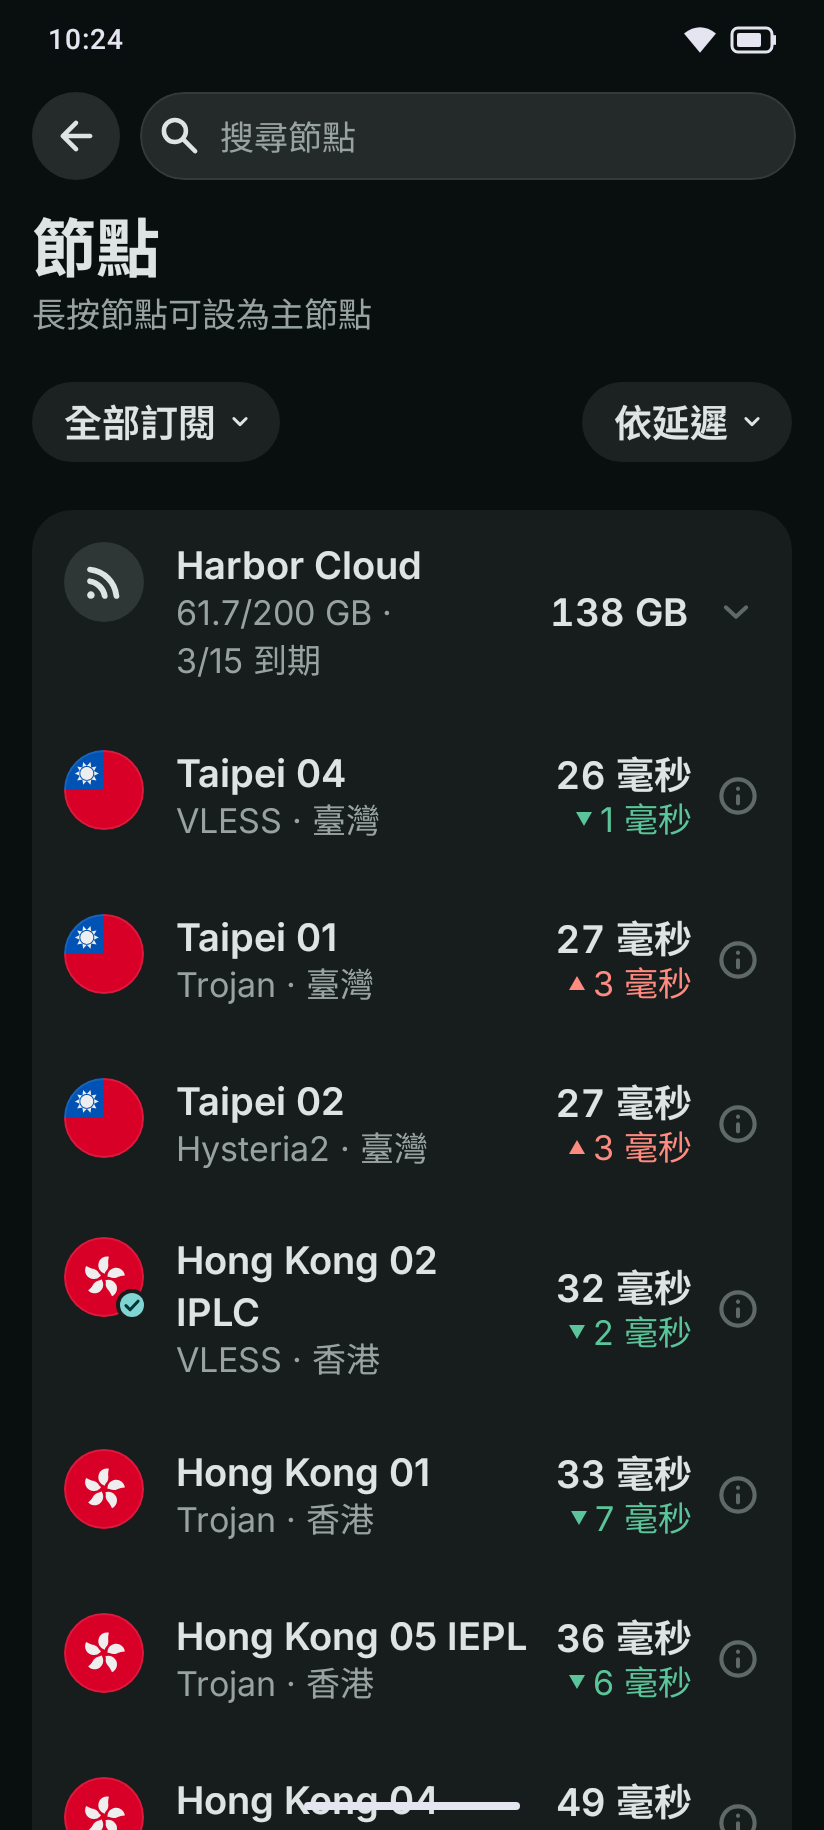 10:24
搜尋節點
節點
長按節點可設為主節點
全部訂閱
依延遲
Harbor Cloud
61.7/200 GB ·
3/15 到期
138 GB
Taipei 04
VLESS · 臺灣
26 毫秒
▼1 毫秒
Taipei 01
Trojan · 臺灣
27 毫秒
▲3 毫秒
Taipei 02
Hysteria2 · 臺灣
27 毫秒
▲3 毫秒
Hong Kong 02
IPLC
VLESS · 香港
32 毫秒
▼2 毫秒
Hong Kong 01
Trojan · 香港
33 毫秒
▼7 毫秒
Hong Kong 05 IEPL
Trojan · 香港
36 毫秒
▼6 毫秒
Hong Kong 04
49 毫秒